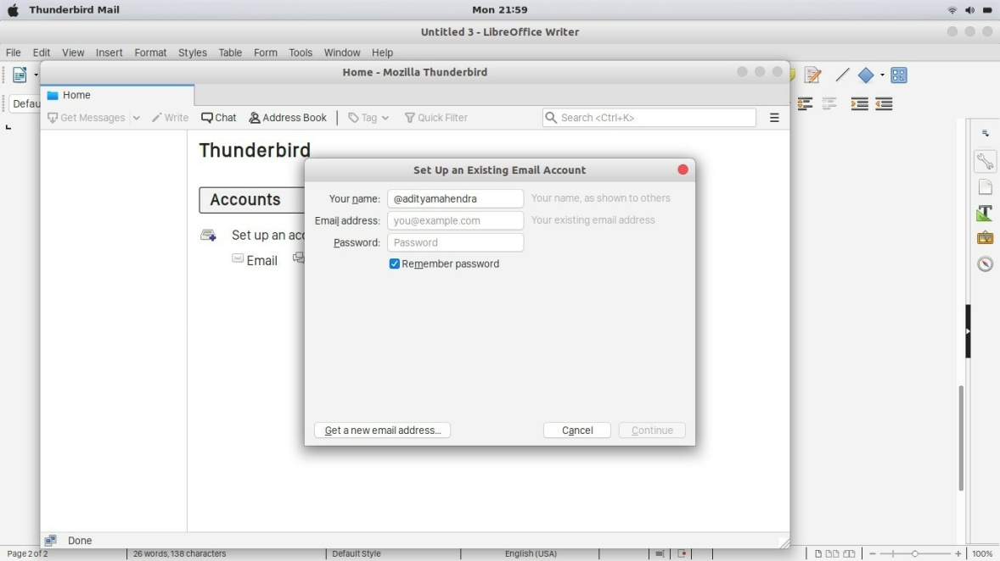 Thunderbird Mail Mon 21:59
Untitled 3 - LibreOffice Writer
File Edit View Insert Format Styles Table Form Tools Window Help
Home - Mozilla Thunderbird
Home
Get Messages Write Chat Address Book Tag Quick Filter Search <Ctrl+K>
Thunderbird
Accounts
Set up an acc
Email
Set Up an Existing Email Account
Your name: @adityamahendra Your name, as shown to others
Email address: you@example.com Your existing email address
Password: Password
Remember password
Get a new email address... Cancel Continue
Done
Page 2 of 2 26 words, 138 characters Default Style English (USA) 100%